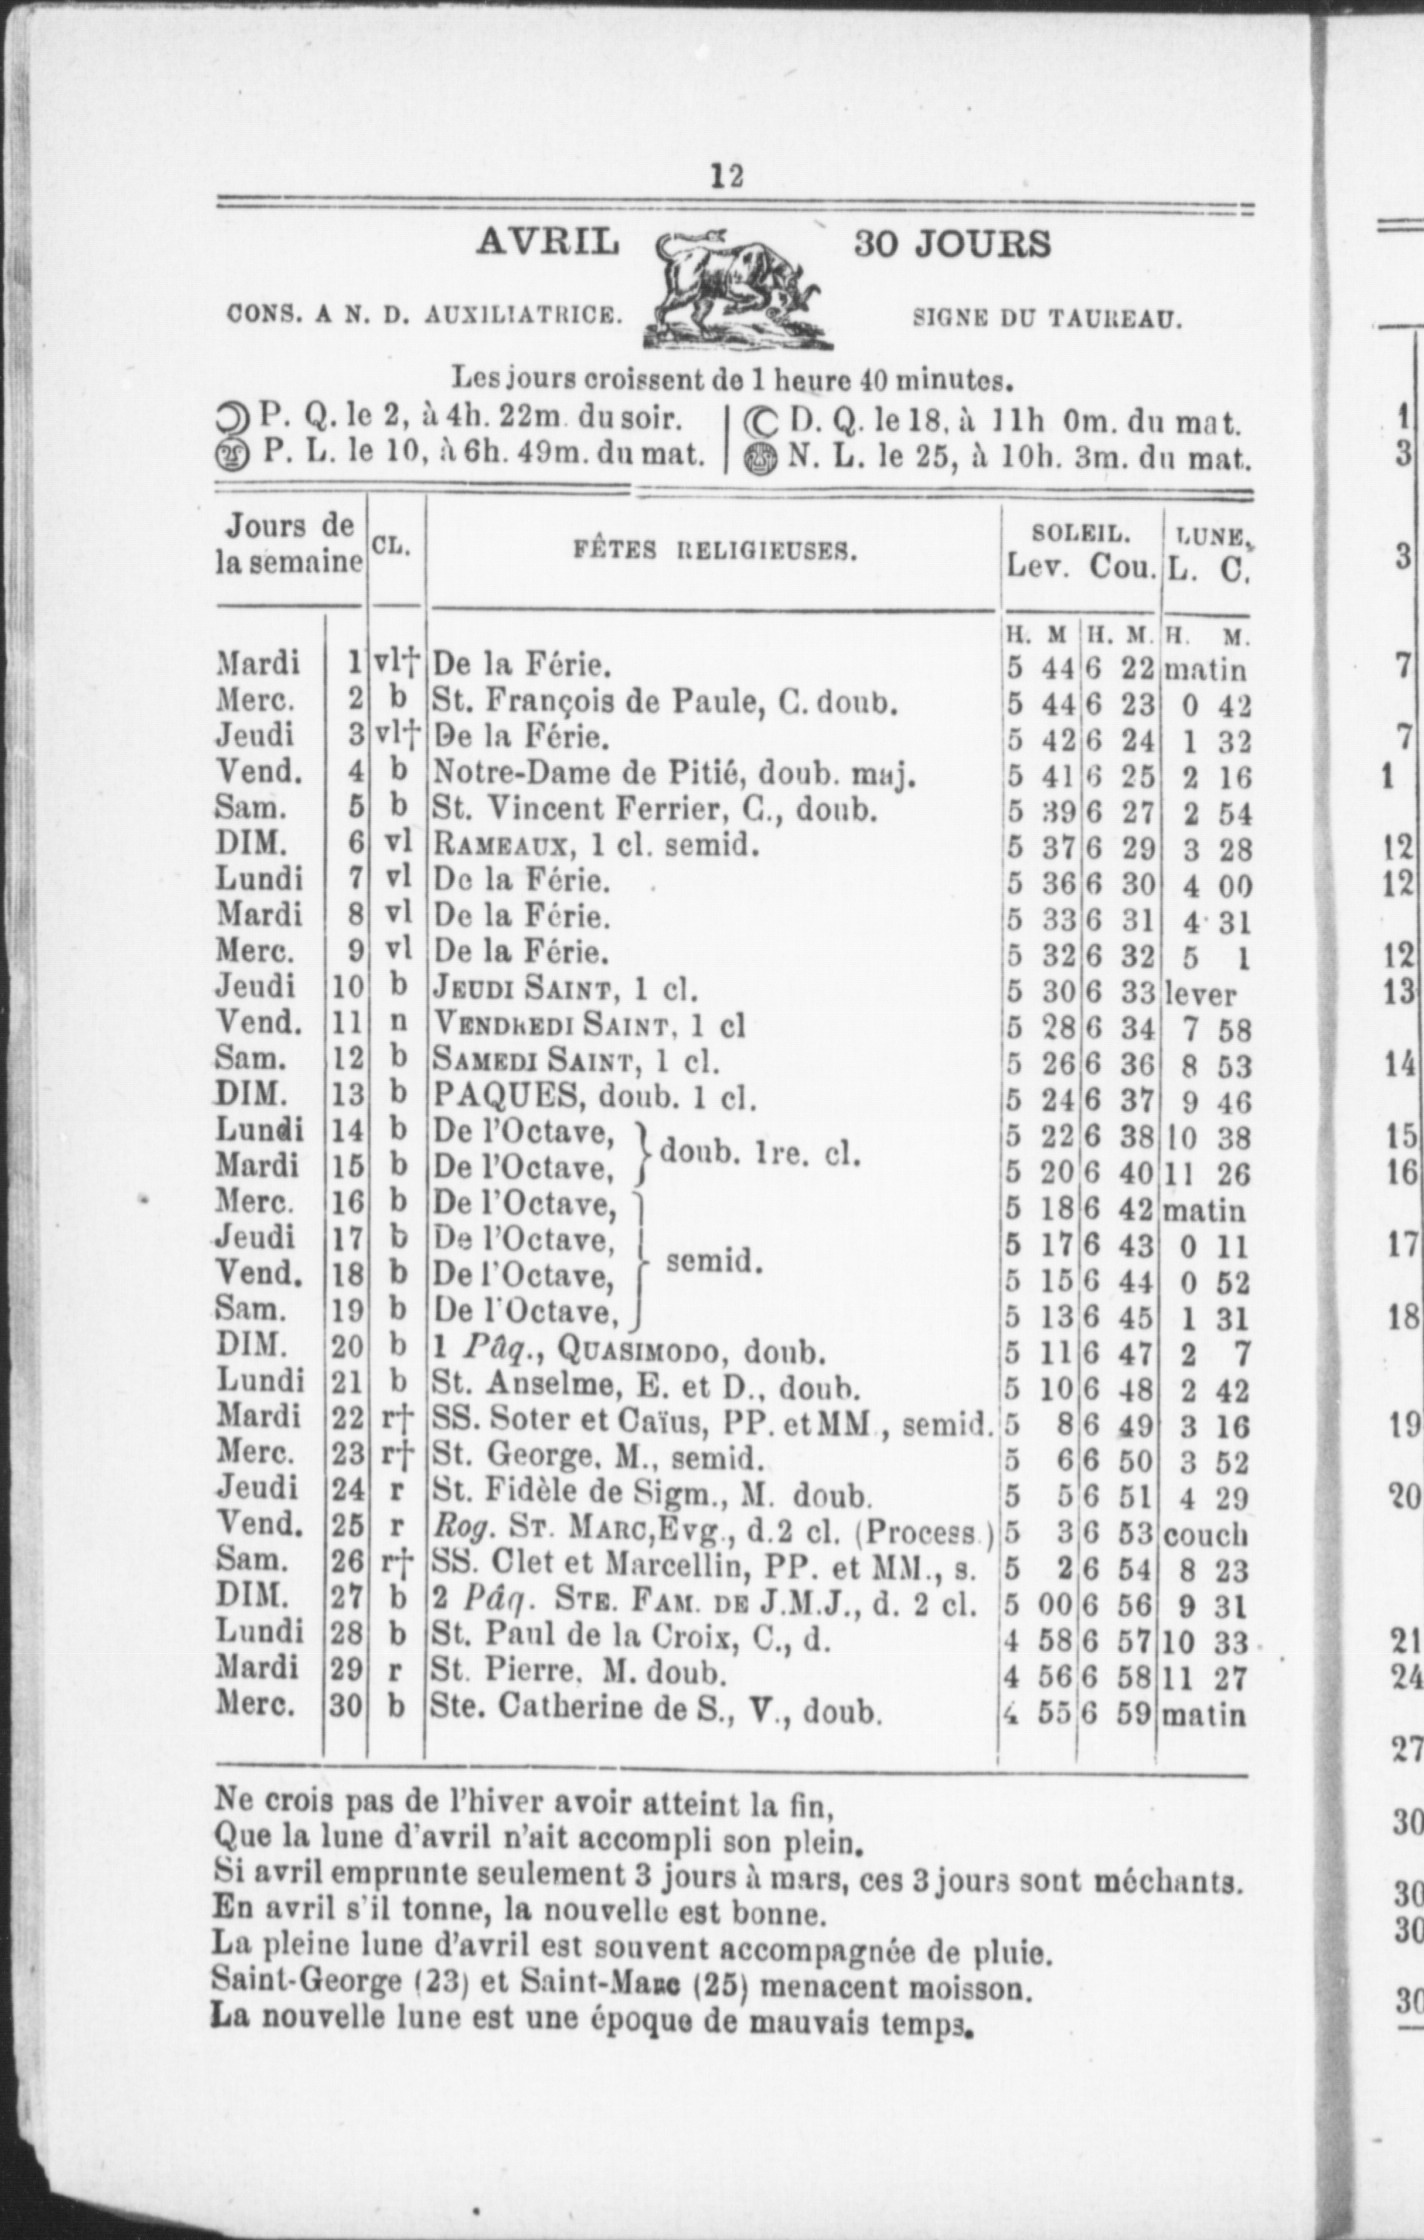 12
AVRIL 30 JOURS
CONS. A N. D. AUXILIATRICE. SIGNE DU TAUREAU.
Les jours croissent de 1 heure 40 minutes.
P. Q. le 2, à 4h. 22m. du soir. D. Q. le 18, à 11h 0m. du mat.
P. L. le 10, à 6h. 49m. du mat. N. L. le 25, à 10h. 3m. du mat.
Jours de la semaine CL. FÊTES RELIGIEUSES. SOLEIL. Lev. Cou. LUNE. L. C.
H. M H. M. H. M.
Mardi 1 vl† De la Férie. 5 44 6 22 matin
Merc. 2 b St. François de Paule, C. doub. 5 44 6 23 0 42
Jeudi 3 vl† De la Férie. 5 42 6 24 1 32
Vend. 4 b Notre-Dame de Pitié, doub. maj. 5 41 6 25 2 16
Sam. 5 b St. Vincent Ferrier, C., doub. 5 39 6 27 2 54
DIM. 6 vl RAMEAUX, 1 cl. semid. 5 37 6 29 3 28
Lundi 7 vl De la Férie. 5 36 6 30 4 00
Mardi 8 vl De la Férie. 5 33 6 31 4 31
Merc. 9 vl De la Férie. 5 32 6 32 5 1
Jeudi 10 b JEUDI SAINT, 1 cl. 5 30 6 33 lever
Vend. 11 n VENDREDI SAINT, 1 cl 5 28 6 34 7 58
Sam. 12 b SAMEDI SAINT, 1 cl. 5 26 6 36 8 53
DIM. 13 b PAQUES, doub. 1 cl. 5 24 6 37 9 46
Lundi 14 b De l'Octave, 5 22 6 38 10 38
doub. 1re. cl.
Mardi 15 b De l'Octave, 5 20 6 40 11 26
Merc. 16 b De l'Octave, 5 18 6 42 matin
Jeudi 17 b De l'Octave, 5 17 6 43 0 11
semid.
Vend. 18 b De l'Octave, 5 15 6 44 0 52
Sam. 19 b De l'Octave, 5 13 6 45 1 31
DIM. 20 b 1 Pâq., QUASIMODO, doub. 5 11 6 47 2 7
Lundi 21 b St. Anselme, E. et D., doub. 5 10 6 48 2 42
Mardi 22 r† SS. Soter et Caïus, PP. et MM., semid. 5 8 6 49 3 16
Merc. 23 r† St. George, M., semid. 5 6 6 50 3 52
Jeudi 24 r St. Fidèle de Sigm., M. doub. 5 5 6 51 4 29
Vend. 25 r Rog. ST. MARC, Evg., d. 2 cl. (Process.) 5 3 6 53 couch
Sam. 26 r† SS. Clet et Marcellin, PP. et MM., s. 5 2 6 54 8 23
DIM. 27 b 2 Pâq. STE. FAM. DE J.M.J., d. 2 cl. 5 00 6 56 9 31
Lundi 28 b St. Paul de la Croix, C., d. 4 58 6 57 10 33
Mardi 29 r St. Pierre, M. doub. 4 56 6 58 11 27
Merc. 30 b Ste. Catherine de S., V., doub. 4 55 6 59 matin
Ne crois pas de l'hiver avoir atteint la fin,
Que la lune d'avril n'ait accompli son plein.
Si avril emprunte seulement 3 jours à mars, ces 3 jours sont méchants.
En avril s'il tonne, la nouvelle est bonne.
La pleine lune d'avril est souvent accompagnée de pluie.
Saint-George (23) et Saint-Marc (25) menacent moisson.
La nouvelle lune est une époque de mauvais temps.
1
3
3
7
7
1
12
12
12
13
14
15
16
17
18
19
20
21
24
27
30
30
30
30